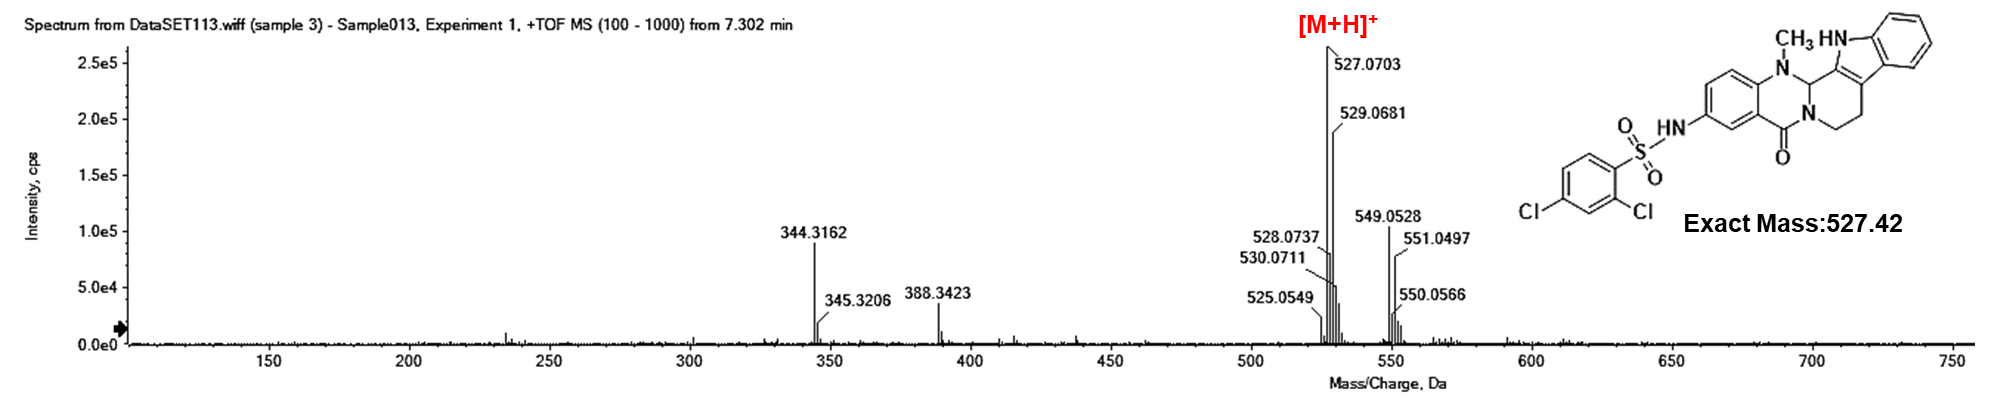 Spectrum from DataSET113.wiff (sample 3) - Sample013, Experiment 1, +TOF MS (100 - 1000) from 7.302 min
[M+H]+
2.5e5
2.0e5
1.5e5
1.0e5
5.0e4
0.0e0
Intensity, cps
527.0703
529.0681
344.3162
345.3206
388.3423
528.0737
530.0711
525.0549
549.0528
551.0497
550.0566
150
200
250
300
350
400
450
500
550
600
650
700
750
Mass/Charge, Da
CH3
HN
N
N
O
HN
O
S
O
Cl
Cl
Exact Mass:527.42